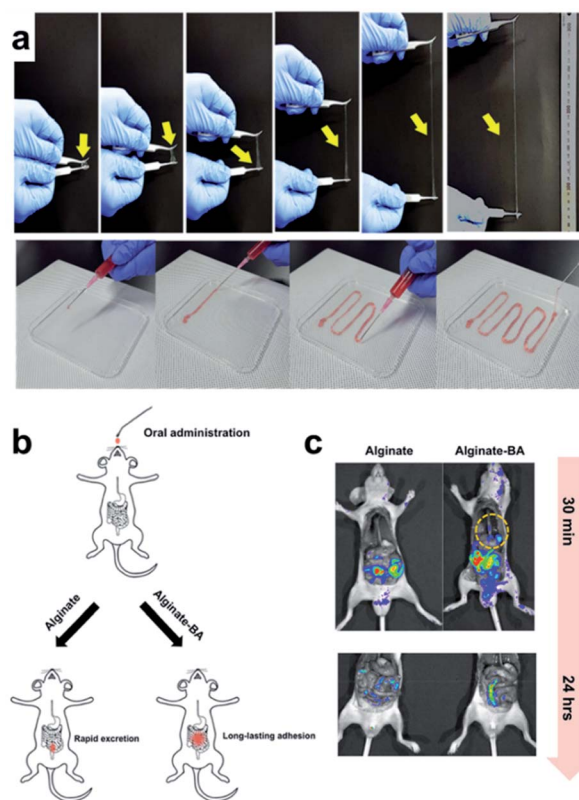 a
b
Oral administration
Alginate
Alginate-BA
Rapid excretion
Long-lasting adhesion
c
Alginate
Alginate-BA
30 min
24 hrs